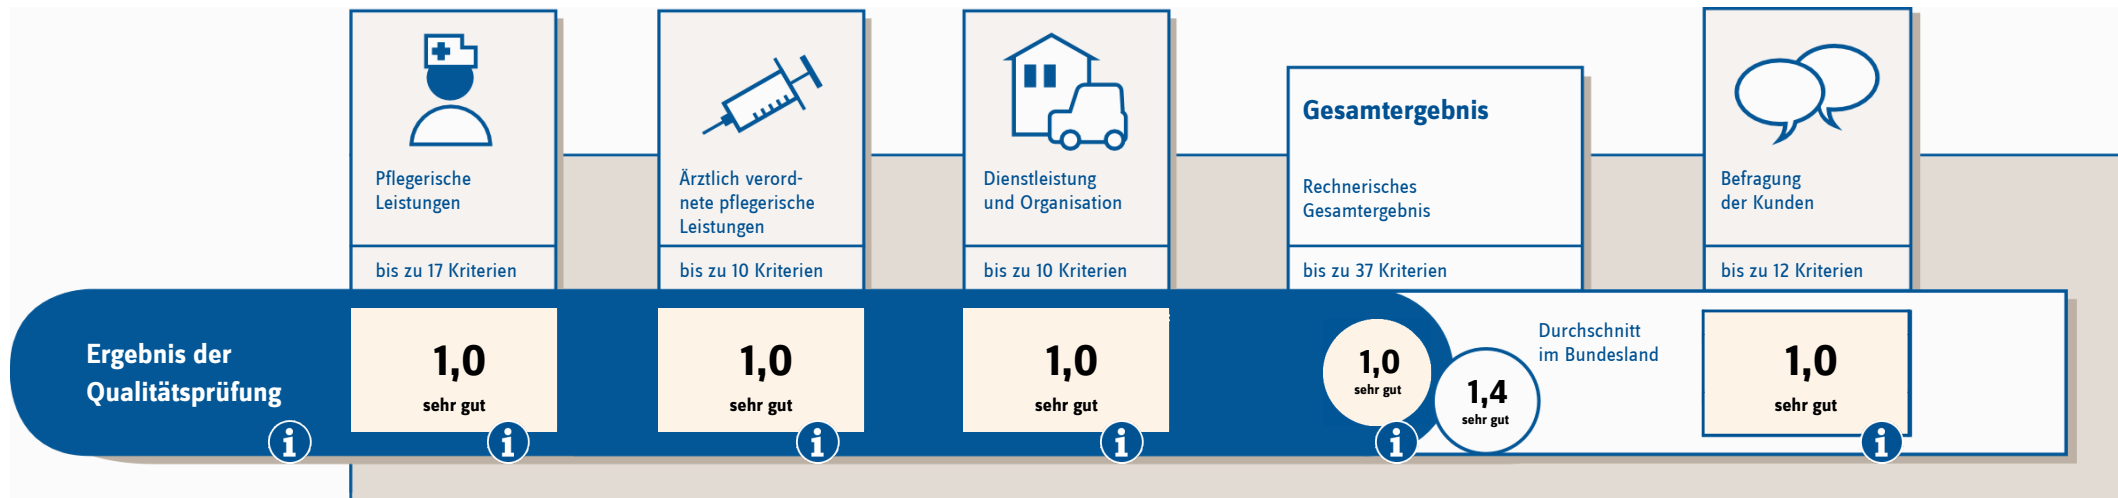 Pflegerische
Leistungen
bis zu 17 Kriterien
Ärztlich verord-
nete pflegerische
Leistungen
bis zu 10 Kriterien
Dienstleistung
und Organisation
bis zu 10 Kriterien
Gesamtergebnis
Rechnerisches
Gesamtergebnis
bis zu 37 Kriterien
Befragung
der Kunden
bis zu 12 Kriterien
Ergebnis der
Qualitätsprüfung
i
1,0
sehr gut
i
1,0
sehr gut
i
1,0
sehr gut
i
1,0
sehr gut
i
1,4
sehr gut
Durchschnitt
im Bundesland
1,0
sehr gut
i